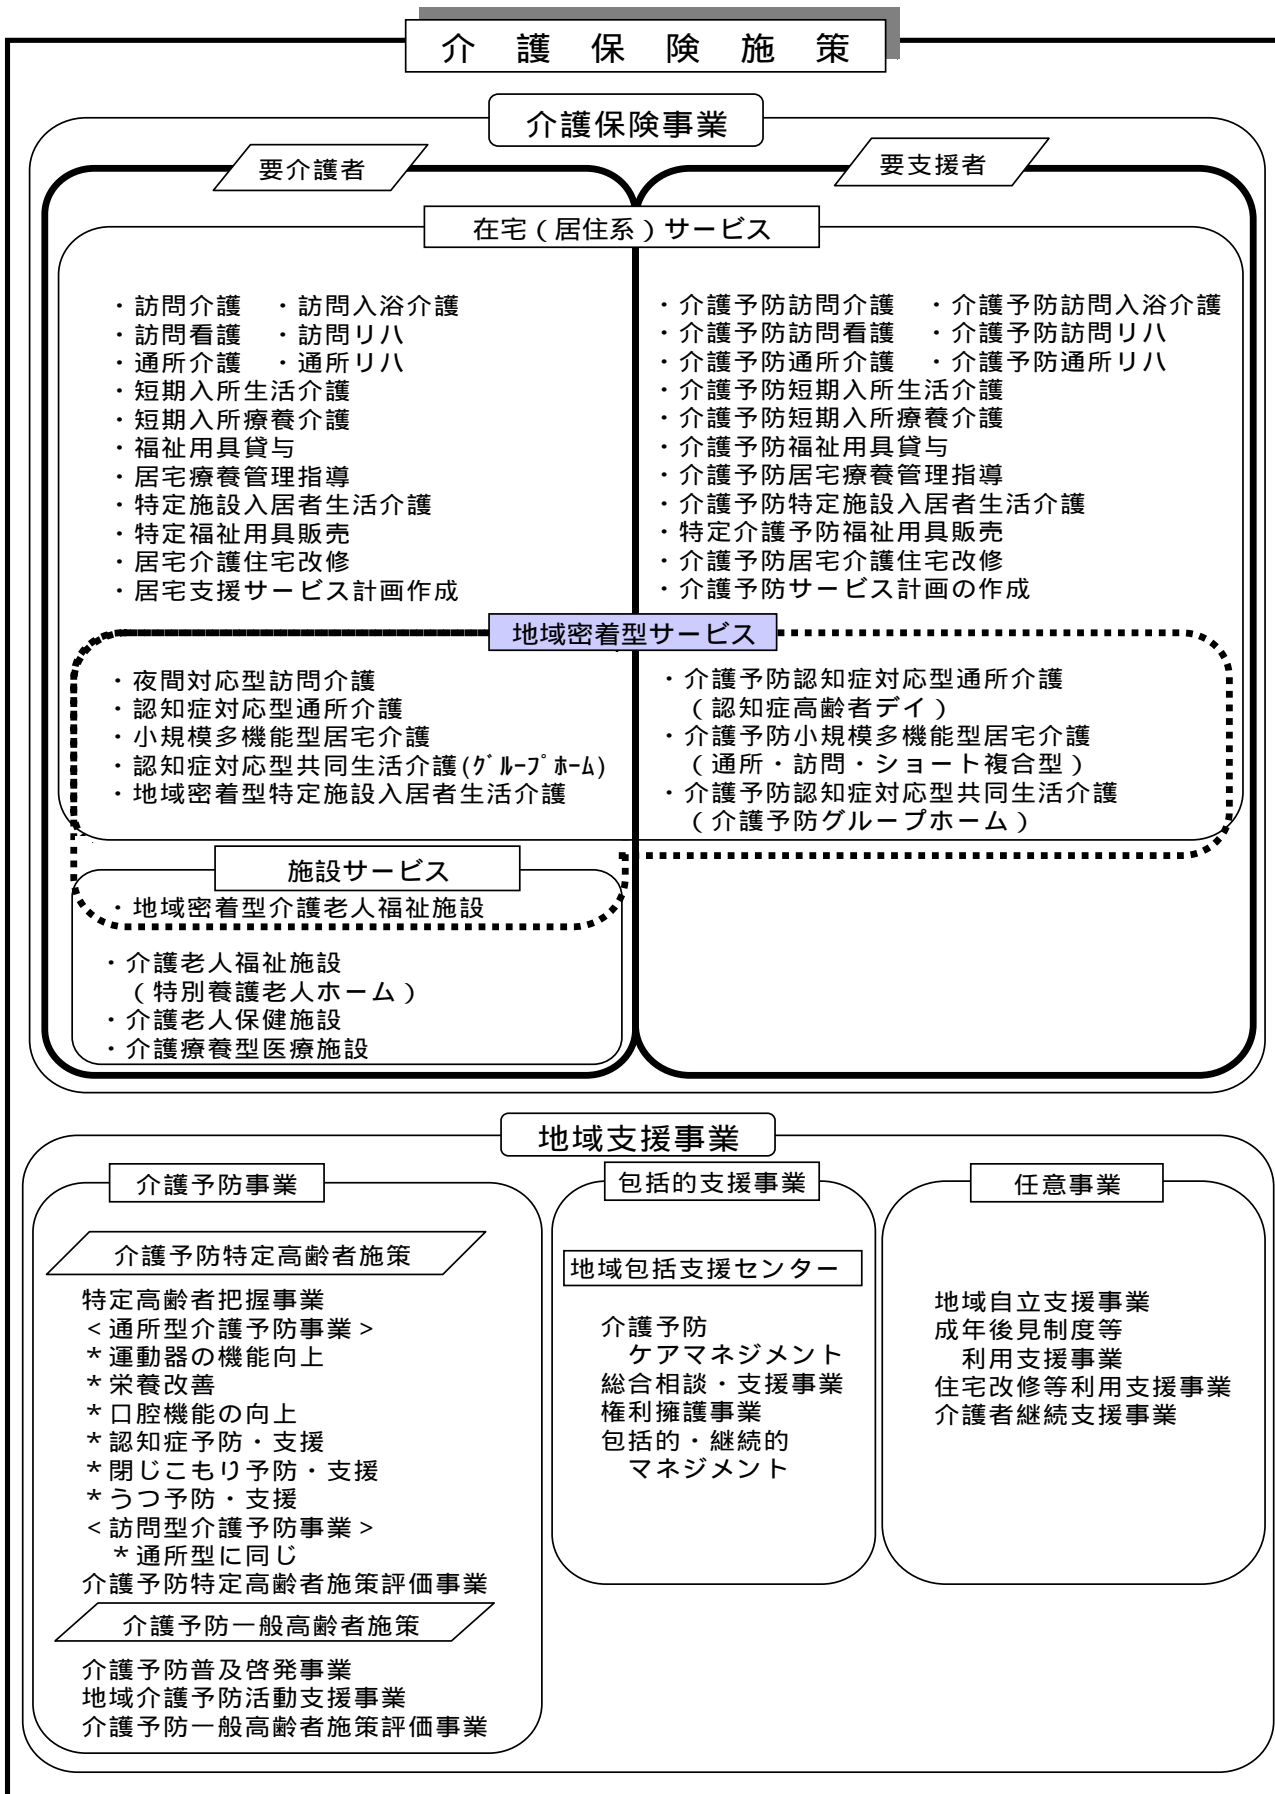 介護保険施策
介護保険事業
要介護者
要支援者
在宅(居住系)サービス
・訪問介護 ・訪問入浴介護
・訪問看護 ・訪問リハ
・通所介護 ・通所リハ
・短期入所生活介護
・短期入所療養介護
・福祉用具貸与
・居宅療養管理指導
・特定施設入居者生活介護
・特定福祉用具販売
・居宅介護住宅改修
・居宅支援サービス計画作成
・介護予防訪問介護 ・介護予防訪問入浴介護
・介護予防訪問看護 ・介護予防訪問リハ
・介護予防通所介護 ・介護予防通所リハ
・介護予防短期入所生活介護
・介護予防短期入所療養介護
・介護予防福祉用具貸与
・介護予防居宅療養管理指導
・介護予防特定施設入居者生活介護
・特定介護予防福祉用具販売
・介護予防居宅介護住宅改修
・介護予防サービス計画の作成
地域密着型サービス
・夜間対応型訪問介護
・認知症対応型通所介護
・小規模多機能型居宅介護
・認知症対応型共同生活介護(グループホーム)
・地域密着型特定施設入居者生活介護
・介護予防認知症対応型通所介護
(認知症高齢者デイ)
・介護予防小規模多機能型居宅介護
(通所・訪問・ショート複合型)
・介護予防認知症対応型共同生活介護
(介護予防グループホーム)
施設サービス
・地域密着型介護老人福祉施設
・介護老人福祉施設
(特別養護老人ホーム)
・介護老人保健施設
・介護療養型医療施設
地域支援事業
介護予防事業
介護予防特定高齢者施策
特定高齢者把握事業
<通所型介護予防事業>
*運動器の機能向上
*栄養改善
*口腔機能の向上
*認知症予防・支援
*閉じこもり予防・支援
*うつ予防・支援
<訪問型介護予防事業>
*通所型に同じ
介護予防特定高齢者施策評価事業
介護予防一般高齢者施策
介護予防普及啓発事業
地域介護予防活動支援事業
介護予防一般高齢者施策評価事業
包括的支援事業
地域包括支援センター
介護予防
ケアマネジメント
総合相談・支援事業
権利擁護事業
包括的・継続的
マネジメント
任意事業
地域自立支援事業
成年後見制度等
利用支援事業
住宅改修等利用支援事業
介護者継続支援事業